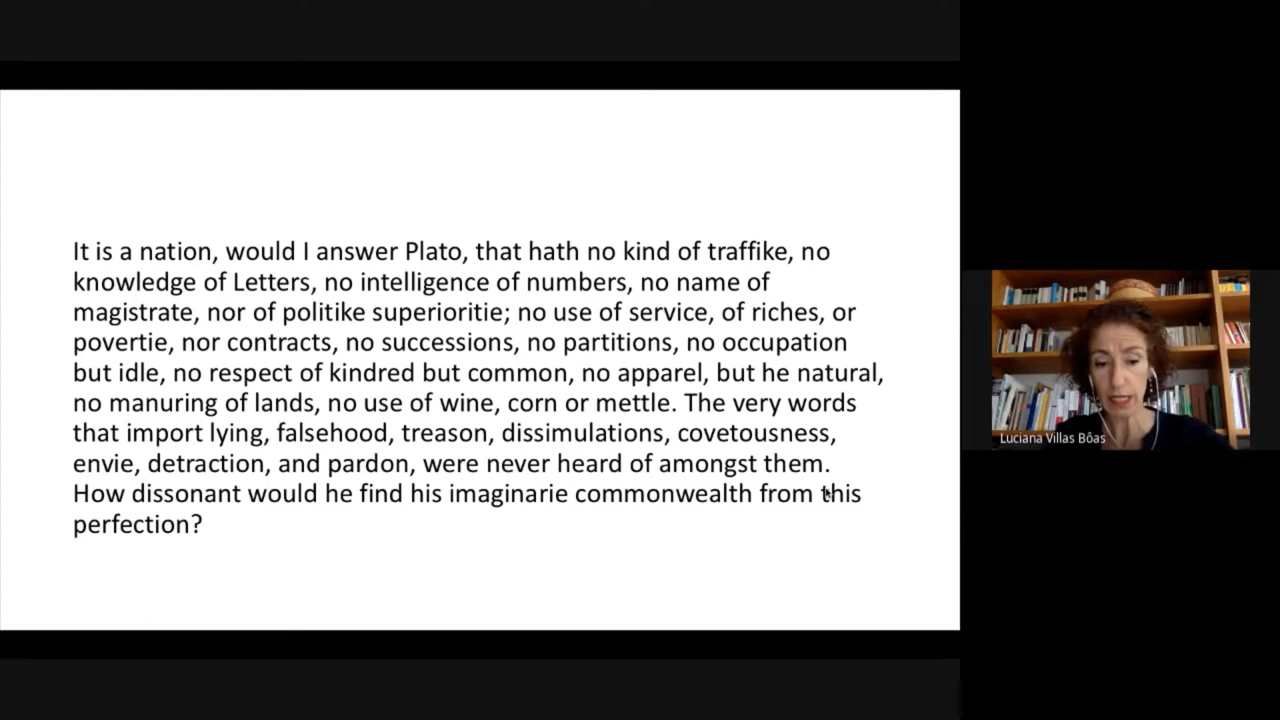 It is a nation, would I answer Plato, that hath no kind of traffike, no
knowledge of Letters, no intelligence of numbers, no name of
magistrate, nor of politike superioritie; no use of service, of riches, or
povertie, nor contracts, no successions, no partitions, no occupation
but idle, no respect of kindred but common, no apparel, but he natural,
no manuring of lands, no use of wine, corn or mettle. The very words
that import lying, falsehood, treason, dissimulations, covetousness,
envie, detraction, and pardon, were never heard of amongst them.
How dissonant would he find his imaginarie commonwealth from this
perfection?
Luciana Villas Bôas